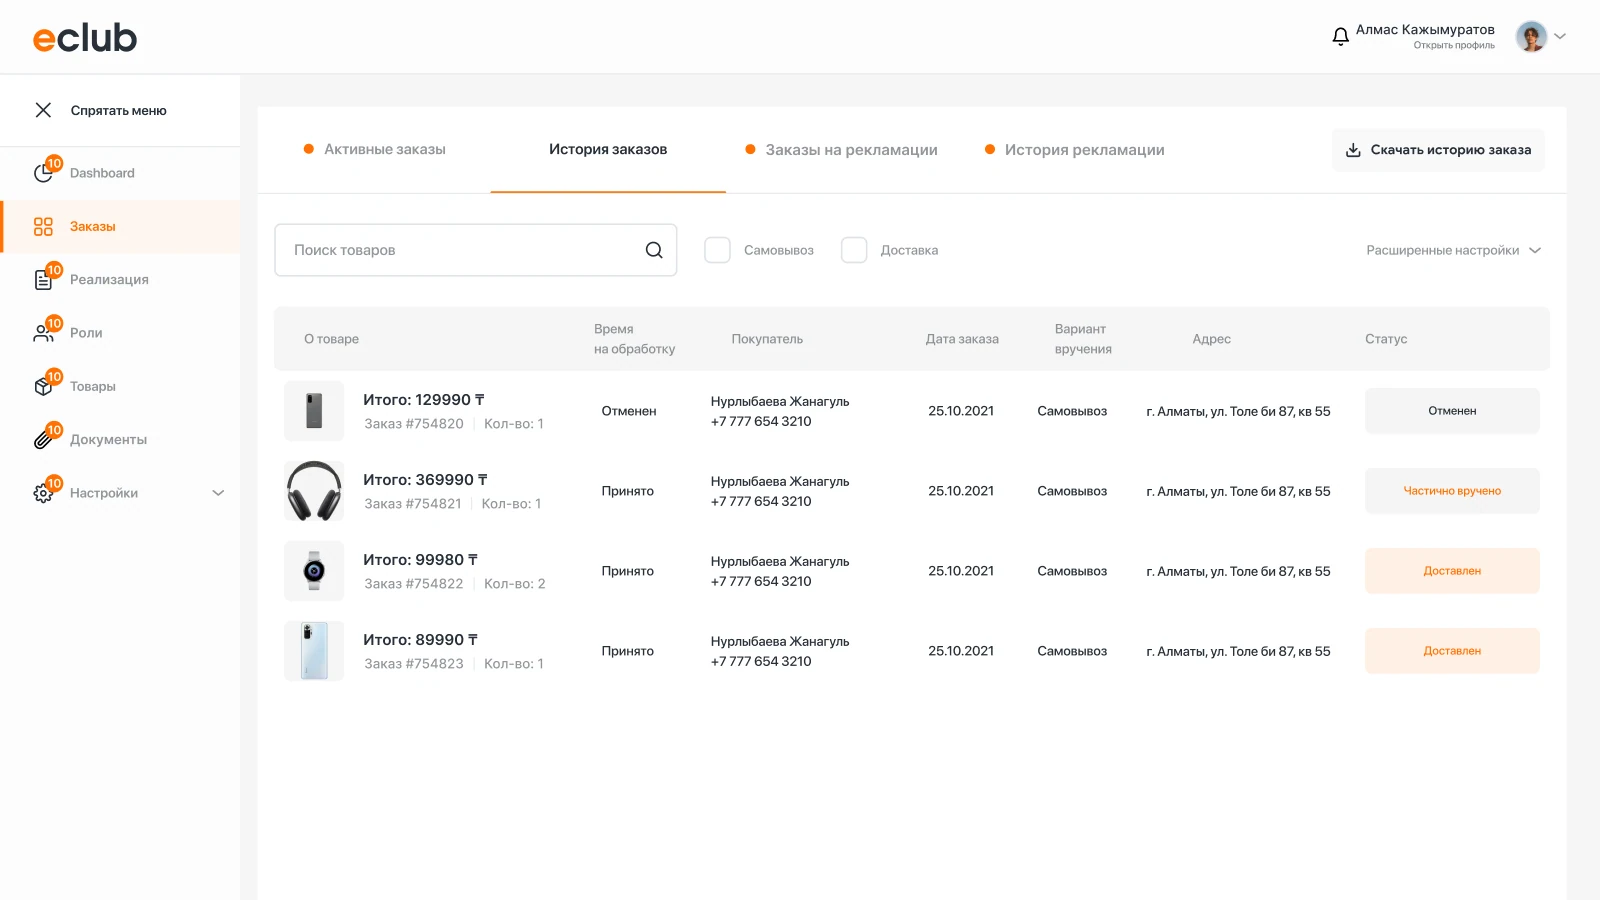 eclub
Алмас Кажымуратов
Открыть профиль
Спрятать меню
10
Dashboard
Заказы
10
Реализация
10
Роли
10
Товары
10
Документы
10
Настройки
Активные заказы
История заказов
Заказы на рекламации
История рекламации
Скачать историю заказа
Поиск товаров
Самовывоз
Доставка
Расширенные настройки
О товаре
Время
на обработку
Покупатель
Дата заказа
Вариант
вручения
Адрес
Статус
Итого: 129990 ₸
Заказ #754820
Кол-во: 1
Отменен
Нурлыбаева Жанагуль
+7 777 654 3210
25.10.2021
Самовывоз
г. Алматы, ул. Толе би 87, кв 55
Отменен
Итого: 369990 ₸
Заказ #754821
Кол-во: 1
Принято
Нурлыбаева Жанагуль
+7 777 654 3210
25.10.2021
Самовывоз
г. Алматы, ул. Толе би 87, кв 55
Частично вручено
Итого: 99980 ₸
Заказ #754822
Кол-во: 2
Принято
Нурлыбаева Жанагуль
+7 777 654 3210
25.10.2021
Самовывоз
г. Алматы, ул. Толе би 87, кв 55
Доставлен
Итого: 89990 ₸
Заказ #754823
Кол-во: 1
Принято
Нурлыбаева Жанагуль
+7 777 654 3210
25.10.2021
Самовывоз
г. Алматы, ул. Толе би 87, кв 55
Доставлен